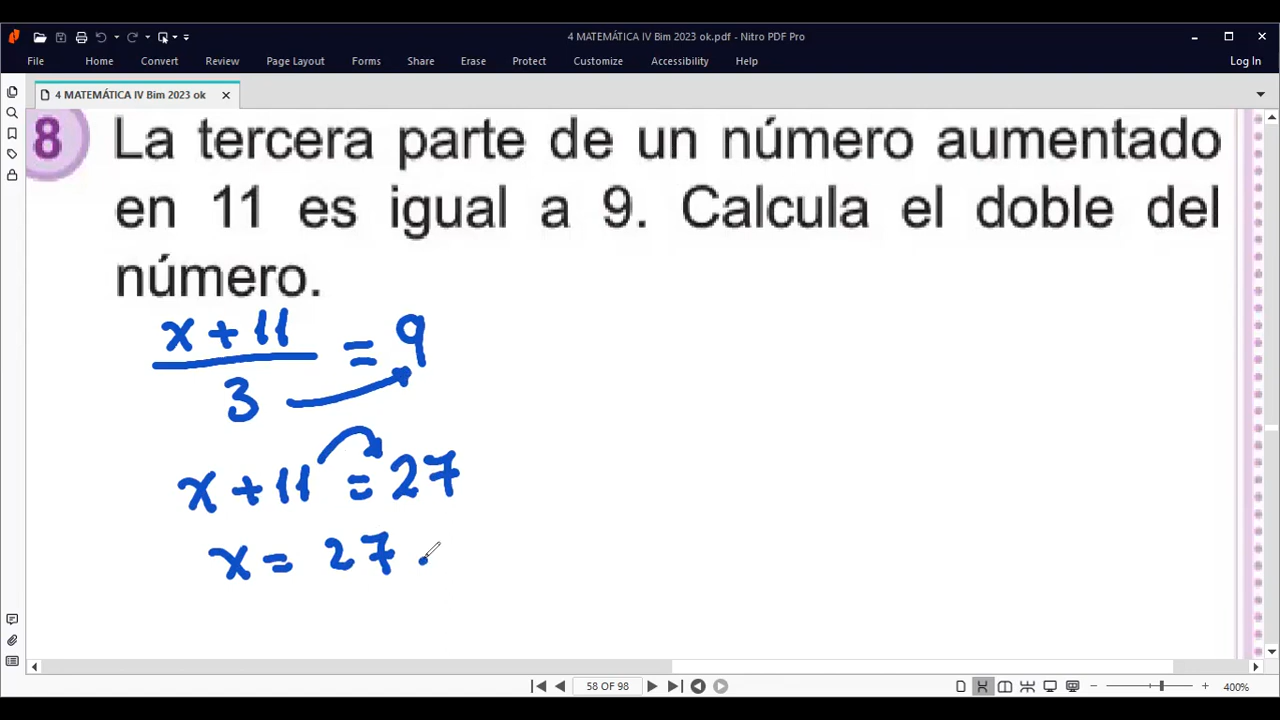 4 MATEMÁTICA IV Bim 2023 ok.pdf - Nitro PDF Pro
File Home Convert Review Page Layout Forms Share Erase Protect Customize Accessibility Help Log In
4 MATEMÁTICA IV Bim 2023 ok
8 La tercera parte de un número aumentado
en 11 es igual a 9. Calcula el doble del
número.
x + 11 = 9
3
x + 11 = 27
x = 27
58 OF 98 400%